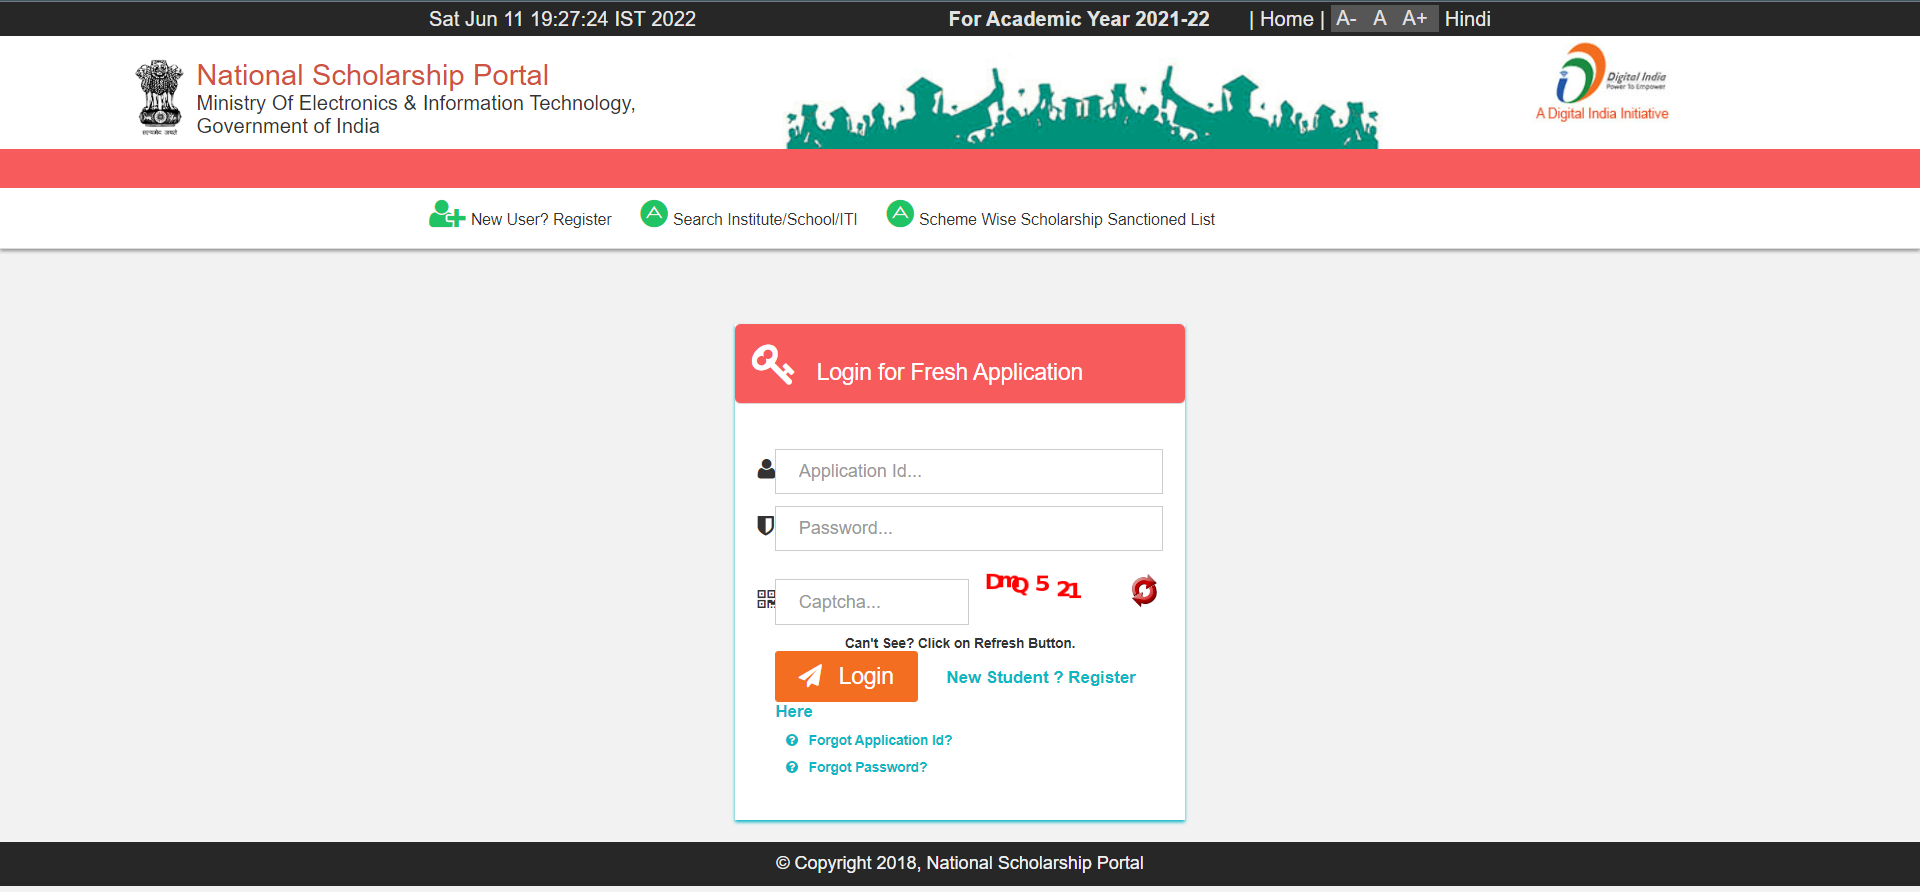 Sat Jun 11 19:27:24 IST 2022 For Academic Year 2021-22 | Home | A- A A+ Hindi
National Scholarship Portal
Ministry Of Electronics & Information Technology,
Government of India
सत्यमेव जयते
Digital India
Power To Empower
A Digital India Initiative
New User? Register Search Institute/School/ITI Scheme Wise Scholarship Sanctioned List
Login for Fresh Application
Application Id...
Password...
Captcha... DmQ 5 21
Can't See? Click on Refresh Button.
Login New Student ? Register
Here
Forgot Application Id?
Forgot Password?
© Copyright 2018, National Scholarship Portal